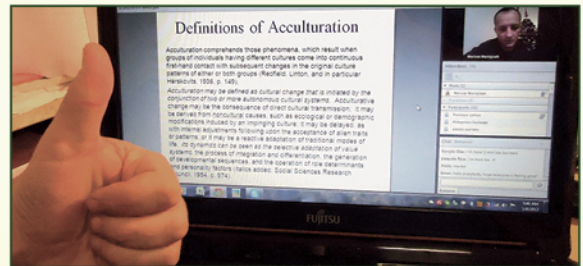 Definitions of Acculturation
Acculturation comprehends those phenomena, which result when
groups of individuals having different cultures come into continuous
first-hand contact with subsequent changes in the original culture
patterns of either or both groups (Redfield, Linton, and in particular
Herskovits, 1936, p. 149).
Acculturation may be defined as cultural change that is initiated by the
conjunction of two or more autonomous cultural systems. Acculturative
change may be the consequence of direct cultural transmission; it may
be derived from noncultural causes, such as ecological or demographic
modifications induced by an impinging culture; it may be delayed, as
with internal adjustments following upon the acceptance of alien traits
or patterns; or it may be a reactive adaptation of traditional modes of
life. Its dynamics can be seen as the selective adaptation of value
systems, the process of integration and differentiation, the generation
of developmental sequences, and the operation of role determinants
and personality factors (italics added, Social Sciences Research
Council, 1954, p. 974)
FUJITSU